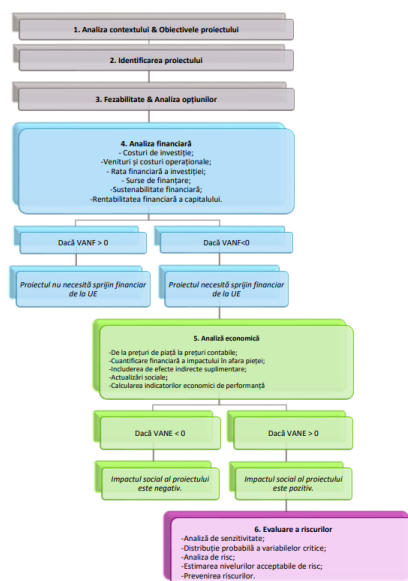 1. Analiza contextului & Obiectivele proiectului
2. Identificarea proiectului
3. Fezabilitate & Analiza opțiunilor
4. Analiza financiară
- Costuri de investiție;
-Venituri și costuri operaționale;
- Rata financiară a investiției;
- Surse de finanțare;
-Sustenabilitate financiară;
-Rentabilitatea financiară a capitalului.
Dacă VANF > 0
Dacă VANF<0
Proiectul nu necesită sprijin financiar
de la UE
Proiectul necesită sprijin financiar
de la UE
5. Analiză economică
-De la prețuri de piață la prețuri contabile;
-Cuantificare financiară a impactului în afara pieței;
-Includerea de efecte indirecte suplimentare;
-Actualizări sociale;
-Calcularea indicatorilor economici de performanță
Dacă VANE < 0
Dacă VANE > 0
Impactul social al proiectului
este negativ.
Impactul social al proiectului
este pozitiv.
6. Evaluare a riscurilor
-Analiză de senzitivitate;
-Distribuție probabilă a variabilelor critice;
-Analiza de risc;
-Estimarea nivelurilor acceptabile de risc;
-Prevenirea riscurilor.